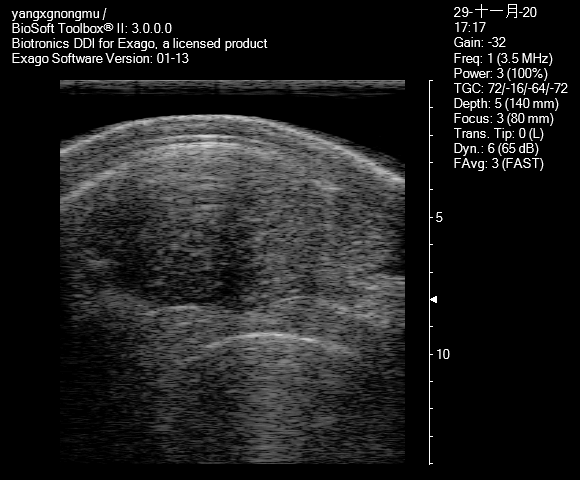 yangxgnongmu /
BioSoft Toolbox® II: 3.0.0.0
Biotronics DDI for Exago, a licensed product
Exago Software Version: 01-13
29-十一月-20
17:17
Gain: -32
Freq: 1 (3.5 MHz)
Power: 3 (100%)
TGC: 72/-16/-64/-72
Depth: 5 (140 mm)
Focus: 3 (80 mm)
Trans. Tip: 0 (L)
Dyn.: 6 (65 dB)
FAvg: 3 (FAST)
5
10